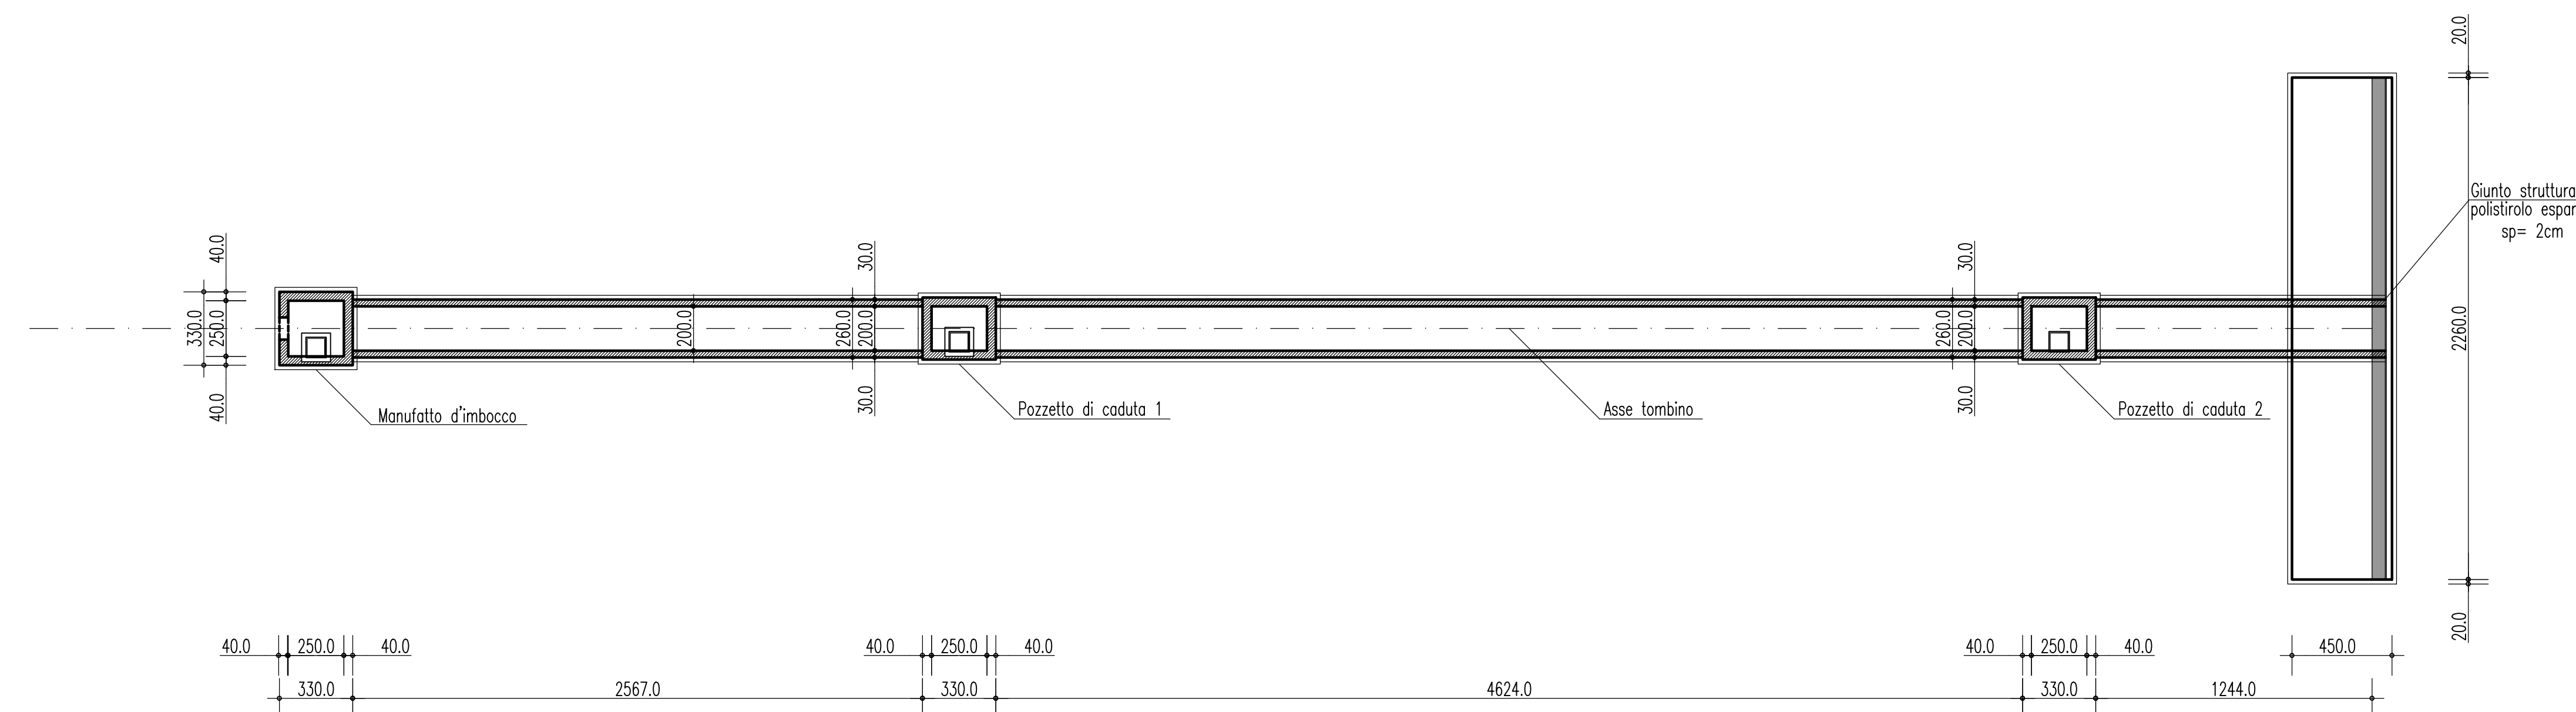 20.0
Giunto struttura
polistirolo espar
sp= 2cm
2260.0
20.0
40.0
330.0
250.0
40.0
200.0
30.0
260.0
200.0
30.0
30.0
260.0
200.0
30.0
Manufatto d'imbocco
Pozzetto di caduta 1
Asse tombino
Pozzetto di caduta 2
40.0 250.0 40.0 40.0 250.0 40.0 40.0 250.0 40.0 450.0
330.0 2567.0 330.0 4624.0 330.0 1244.0